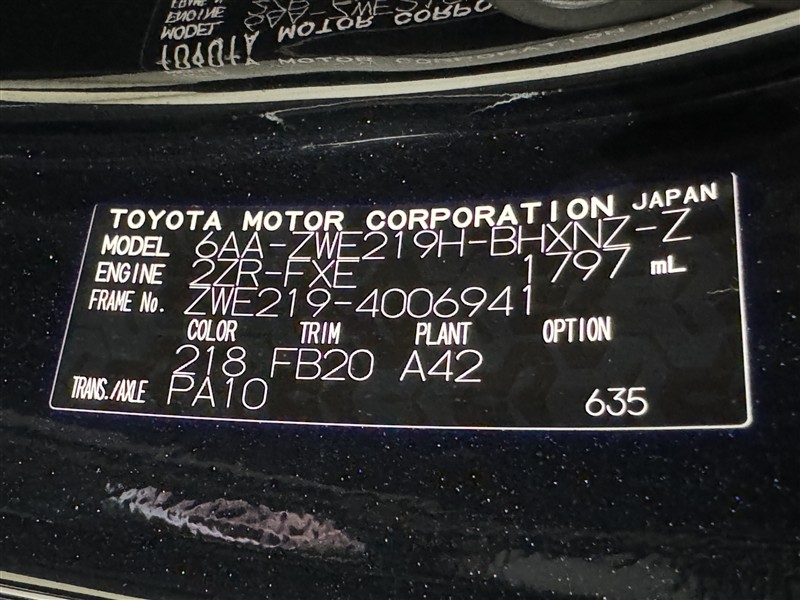 TOYOTA MOTOR CORPORATION JAPAN
MODEL 6AA-ZWE219H-BHXNZ-Z
ENGINE 2ZR-FXE 1797 mL
FRAME No. ZWE219-4006941
COLOR TRIM PLANT OPTION
218 FB20 A42
TRANS./AXLE PA10 635